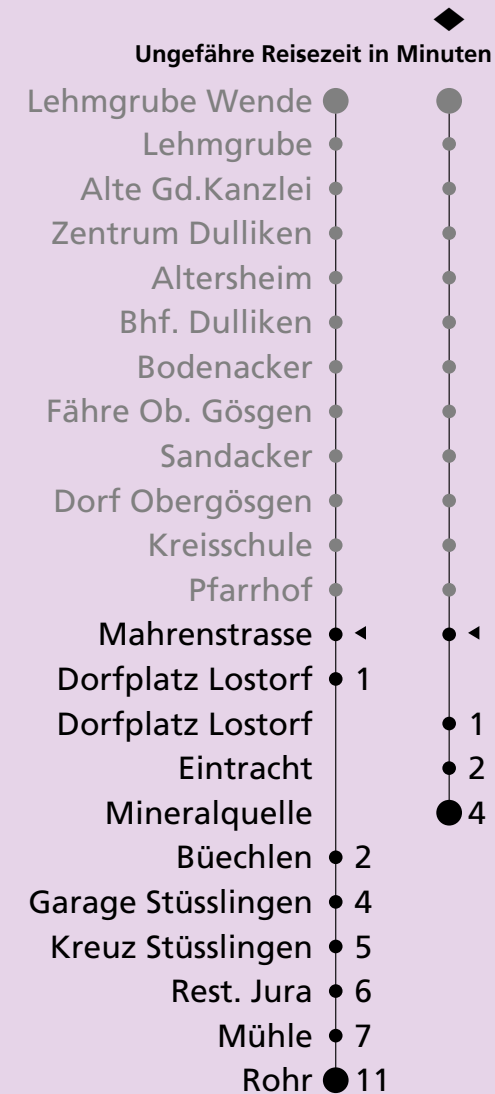 Ungefähre Reisezeit in Minuten
Lehmgrube Wende
Lehmgrube
Alte Gd.Kanzlei
Zentrum Dulliken
Altersheim
Bhf. Dulliken
Bodenacker
Fähre Ob. Gösgen
Sandacker
Dorf Obergösgen
Kreisschule
Pfarrhof
Mahrenstrasse
Dorfplatz Lostorf 1
Dorfplatz Lostorf 1
Eintracht 2
Mineralquelle 4
Büechlen 2
Garage Stüsslingen 4
Kreuz Stüsslingen 5
Rest. Jura 6
Mühle 7
Rohr 11